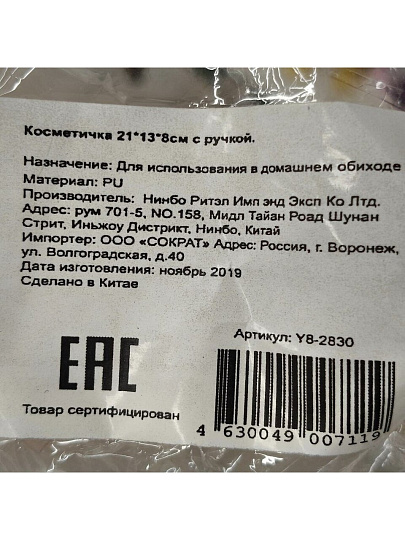 Косметичка 21*13*8см с ручкой.
Назначение: Для использования в домашнем обиходе
Материал: PU
Производитель: Нинбо Ритэл Имп энд Эксп Ко Лтд.
Адрес: рум 701-5, NO.158, Мидл Тайан Роад Шунан
Стрит, Иньжоу Дистрикт, Нинбо, Китай
Импортер: ООО «СОКРАТ» Адрес: Россия, г. Воронеж,
ул. Волгоградская, д.40
Дата изготовления: ноябрь 2019
Сделано в Китае
Артикул: Y8-2830
ЕАС
Товар сертифицирован
4 630049 007119